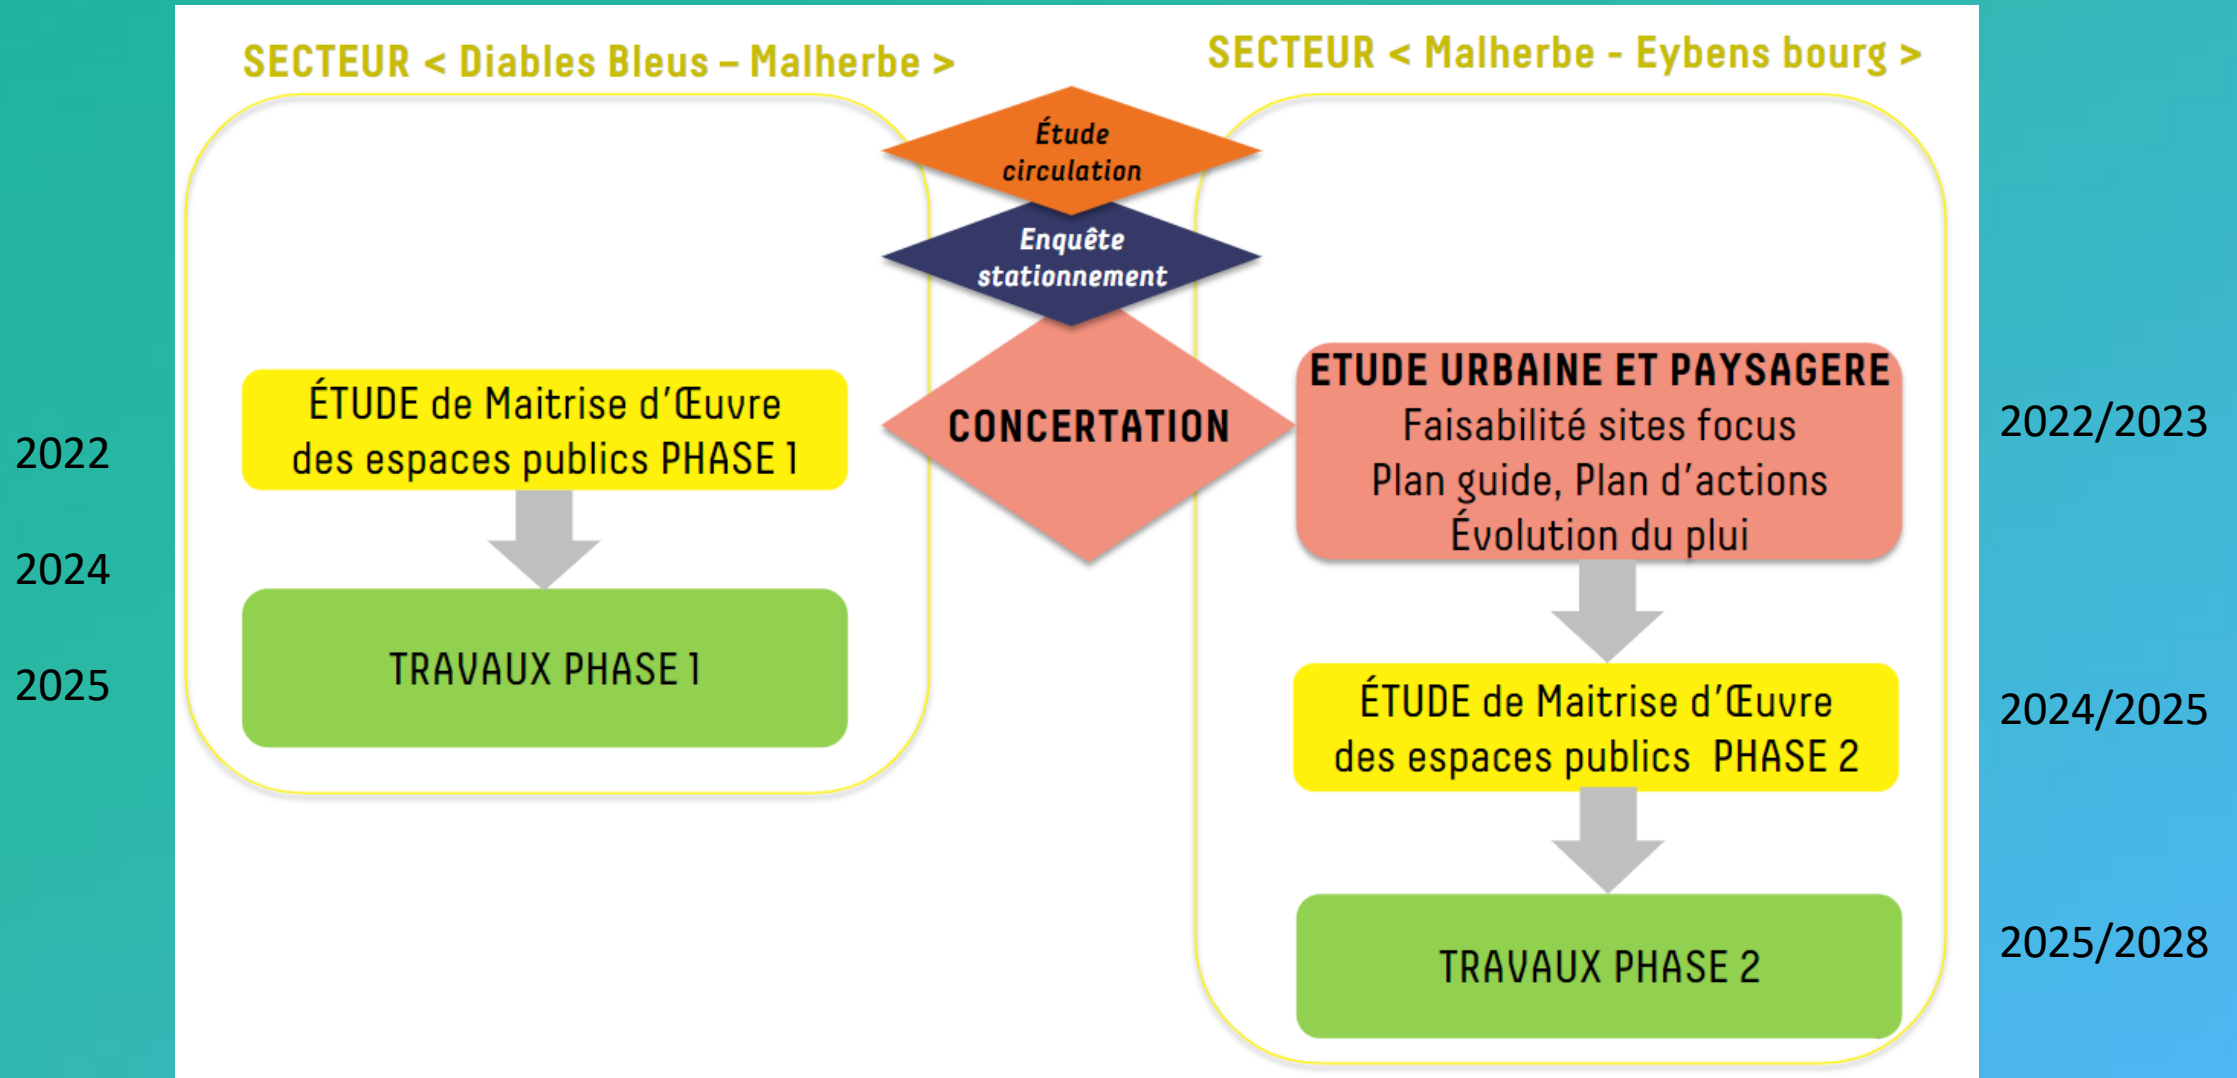 SECTEUR < Diables Bleus – Malherbe >
SECTEUR < Malherbe - Eybens bourg >
Étude
circulation
Enquête
stationnement
CONCERTATION
2022
2024
2025
ÉTUDE de Maitrise d’Œuvre
des espaces publics PHASE 1
TRAVAUX PHASE 1
ETUDE URBAINE ET PAYSAGERE
Faisabilité sites focus
Plan guide, Plan d’actions
Évolution du plui
ÉTUDE de Maitrise d’Œuvre
des espaces publics PHASE 2
TRAVAUX PHASE 2
2022/2023
2024/2025
2025/2028